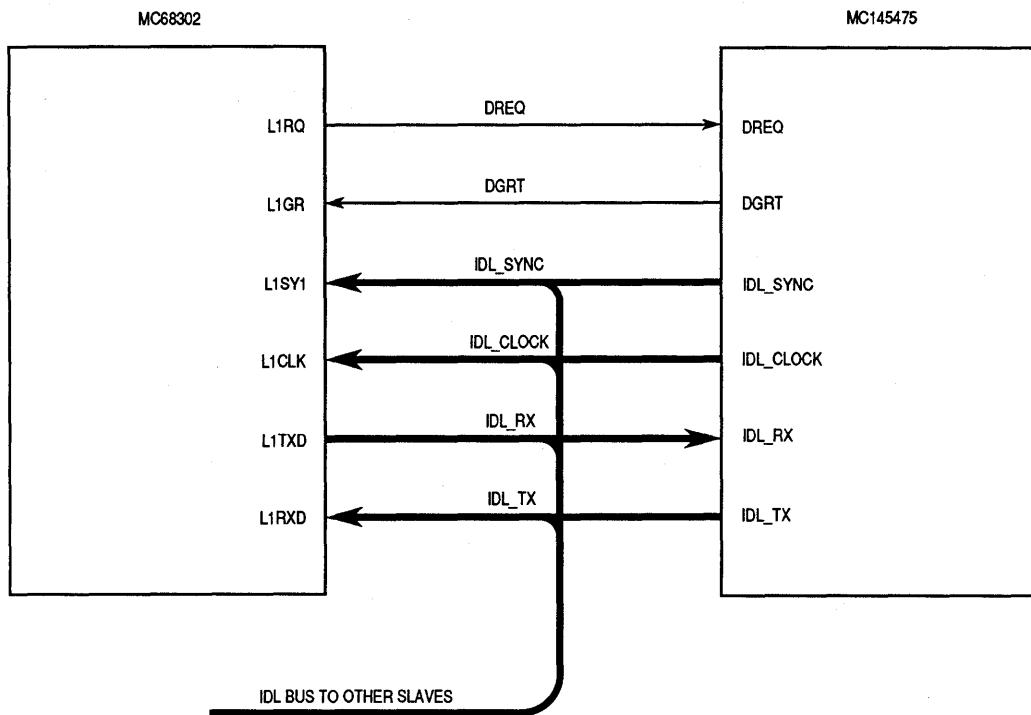 MC68302
MC145475
L1RQ
DREQ
DREQ
L1GR
DGRT
DGRT
L1SY1
IDL_SYNC
IDL_SYNC
L1CLK
IDL_CLOCK
IDL_CLOCK
L1TXD
IDL_RX
IDL_RX
L1RXD
IDL_TX
IDL_TX
IDL BUS TO OTHER SLAVES